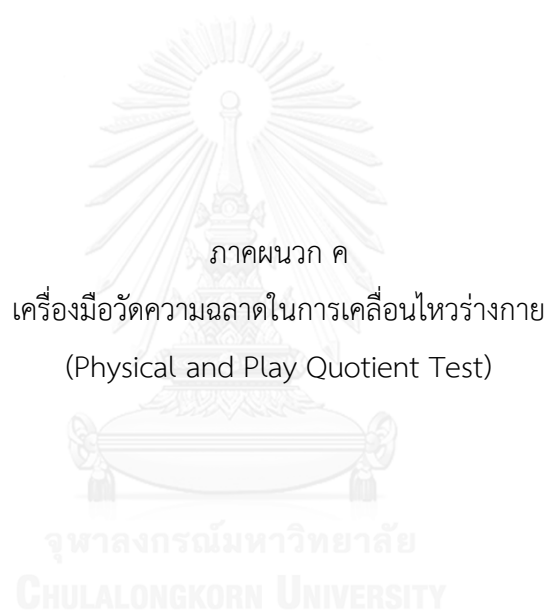 ภาคผนวก ค
เครื่องมือวัดความฉลาดในการเคลื่อนไหวร่างกาย
(Physical and Play Quotient Test)
จุฬาลงกรณ์มหาวิทยาลัย
CHULALONGKORN UNIVERSITY